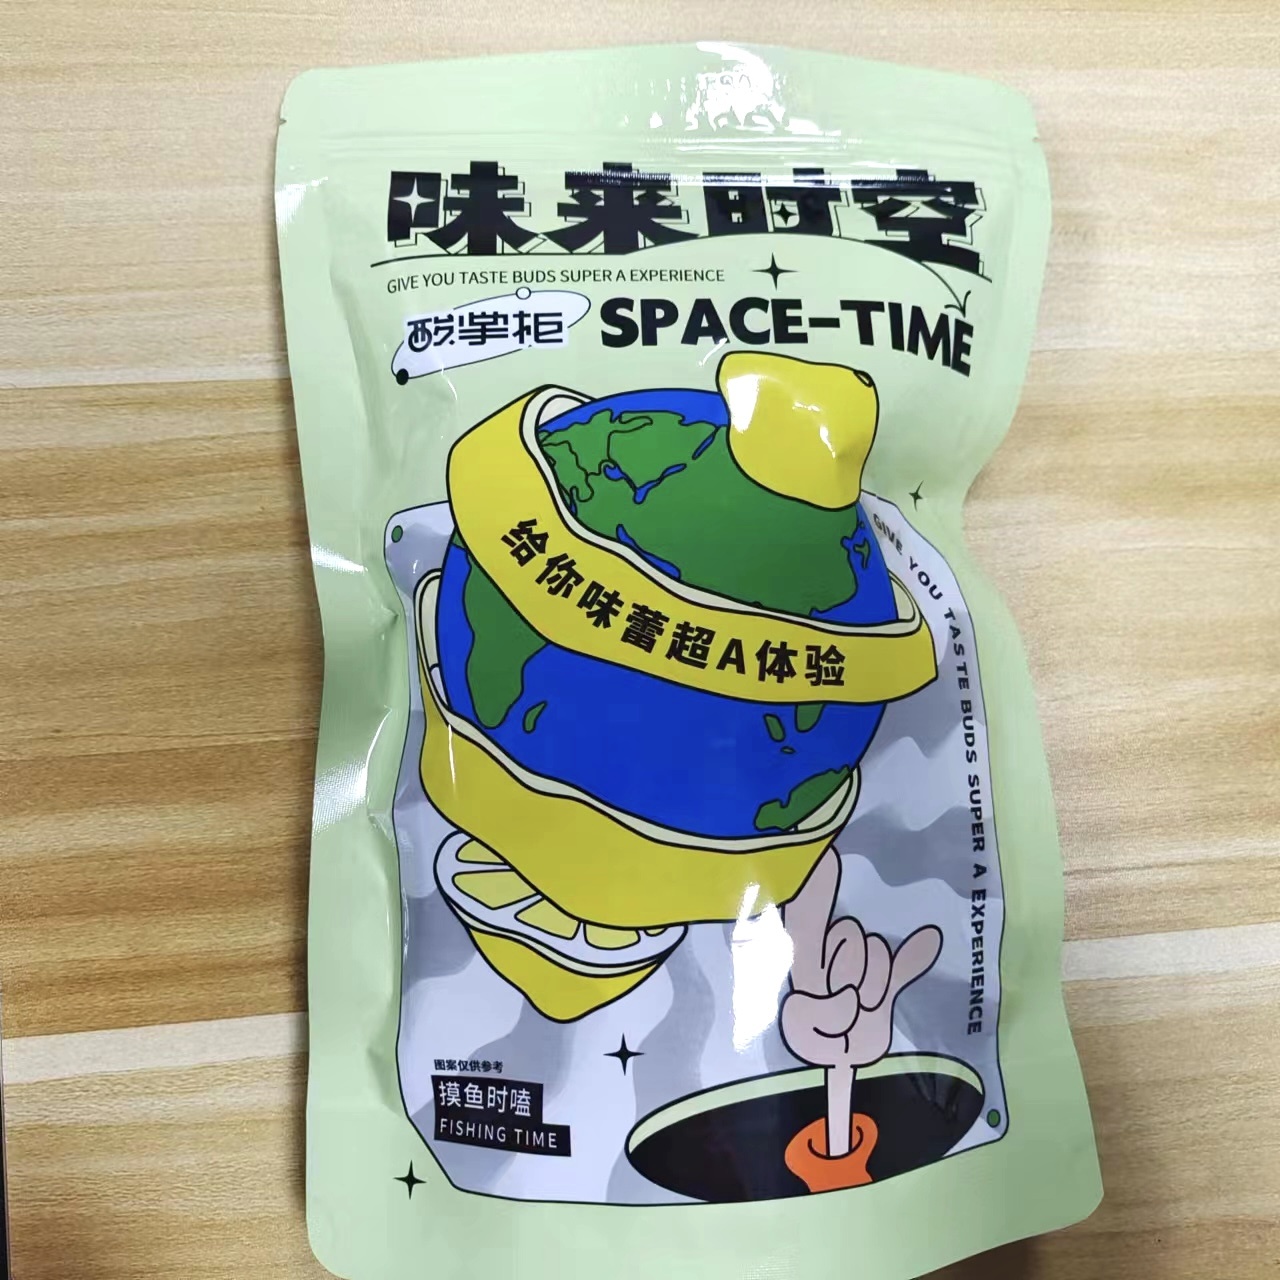 味来时空
GIVE YOU TASTE BUDS SUPER A EXPERIENCE
酸掌柜
SPACE-TIME
给你味蕾超A体验
GIVE YOU TASTE BUDS SUPER A EXPERIENCE
图案仅供参考
摸鱼时嗑
FISHING TIME